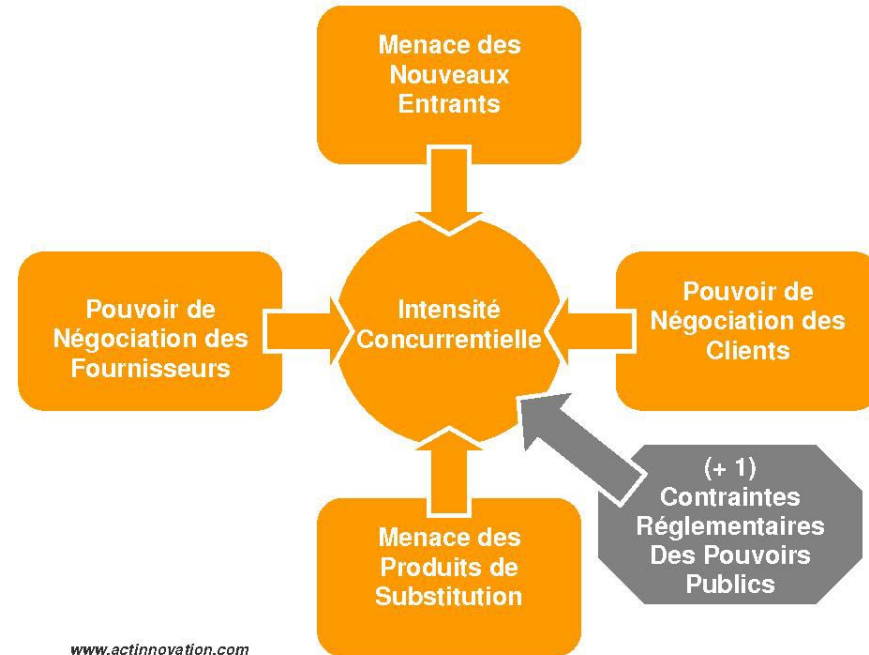 Menace des
Nouveaux
Entrants
Pouvoir de
Négociation des
Fournisseurs
Intensité
Concurrentielle
Pouvoir de
Négociation des
Clients
(+ 1)
Contraintes
Réglementaires
Des Pouvoirs
Publics
Menace des
Produits de
Substitution
www.actinnovation.com